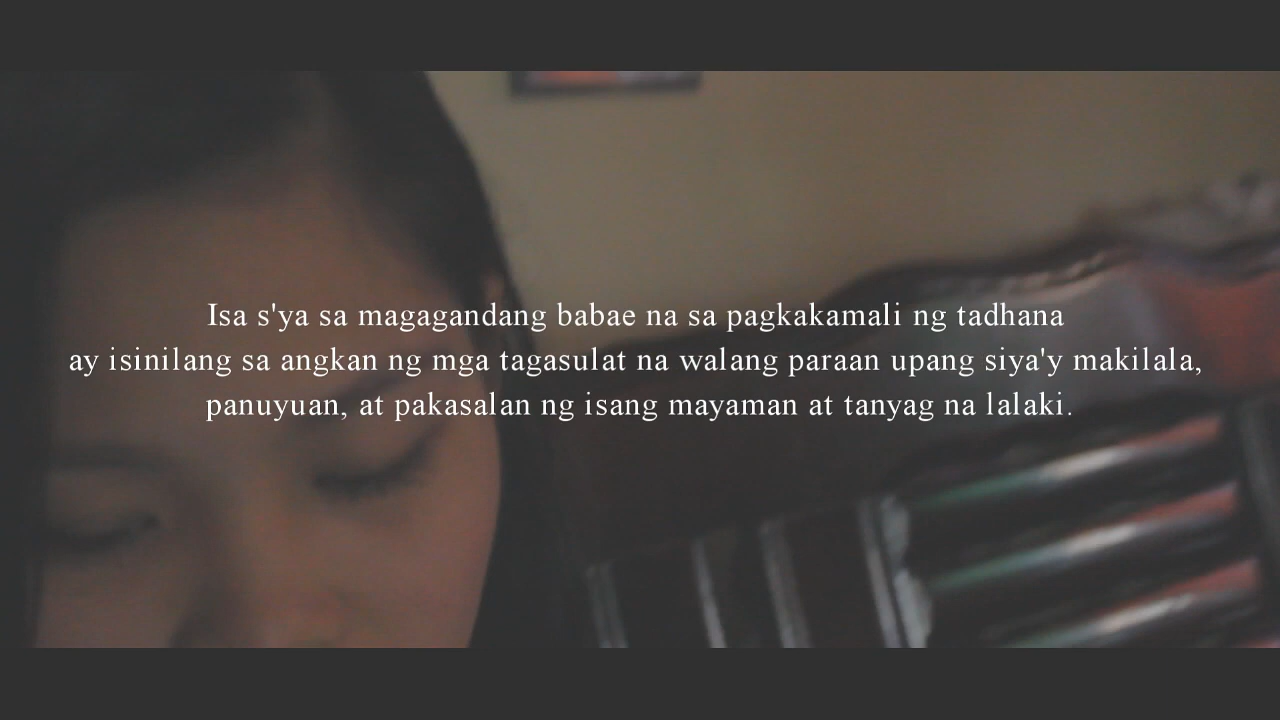 Isa s'ya sa magagandang babae na sa pagkakamali ng tadhana
ay isinilang sa angkan ng mga tagasulat na walang paraan upang siya'y makilala,
panuyuan, at pakasalan ng isang mayaman at tanyag na lalaki.